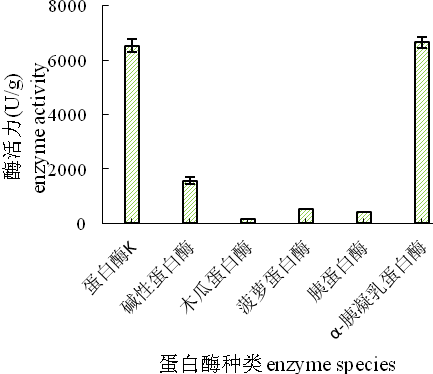 8000
6000
4000
2000
0
酶活力(U/g)
enzyme activity
蛋白酶K
碱性蛋白酶
木瓜蛋白酶
菠萝蛋白酶
胰蛋白酶
α-胰凝乳蛋白酶
蛋白酶种类 enzyme species